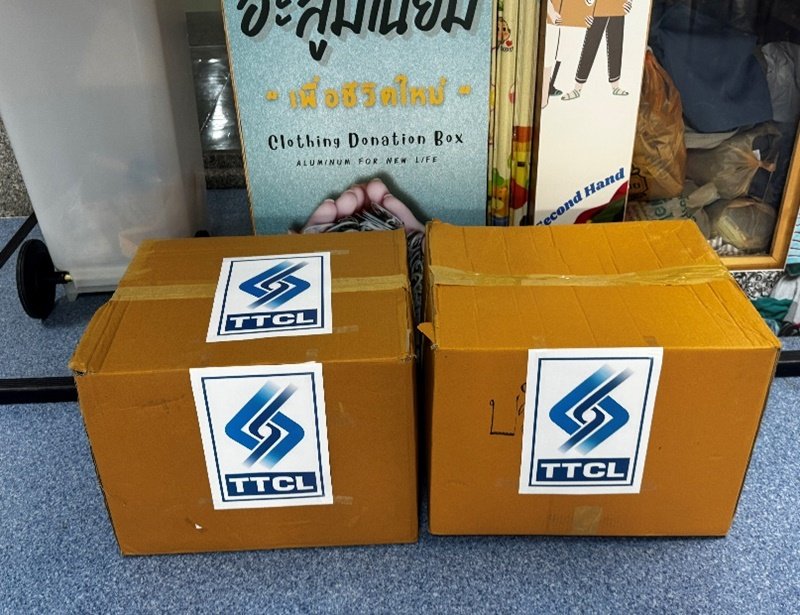 อะลูมิเนียม
"เพื่อชีวิตใหม่"
Clothing Donation Box
ALUMINUM FOR NEW LIFE
Second Hand
TTCL
TTCL
TTCL